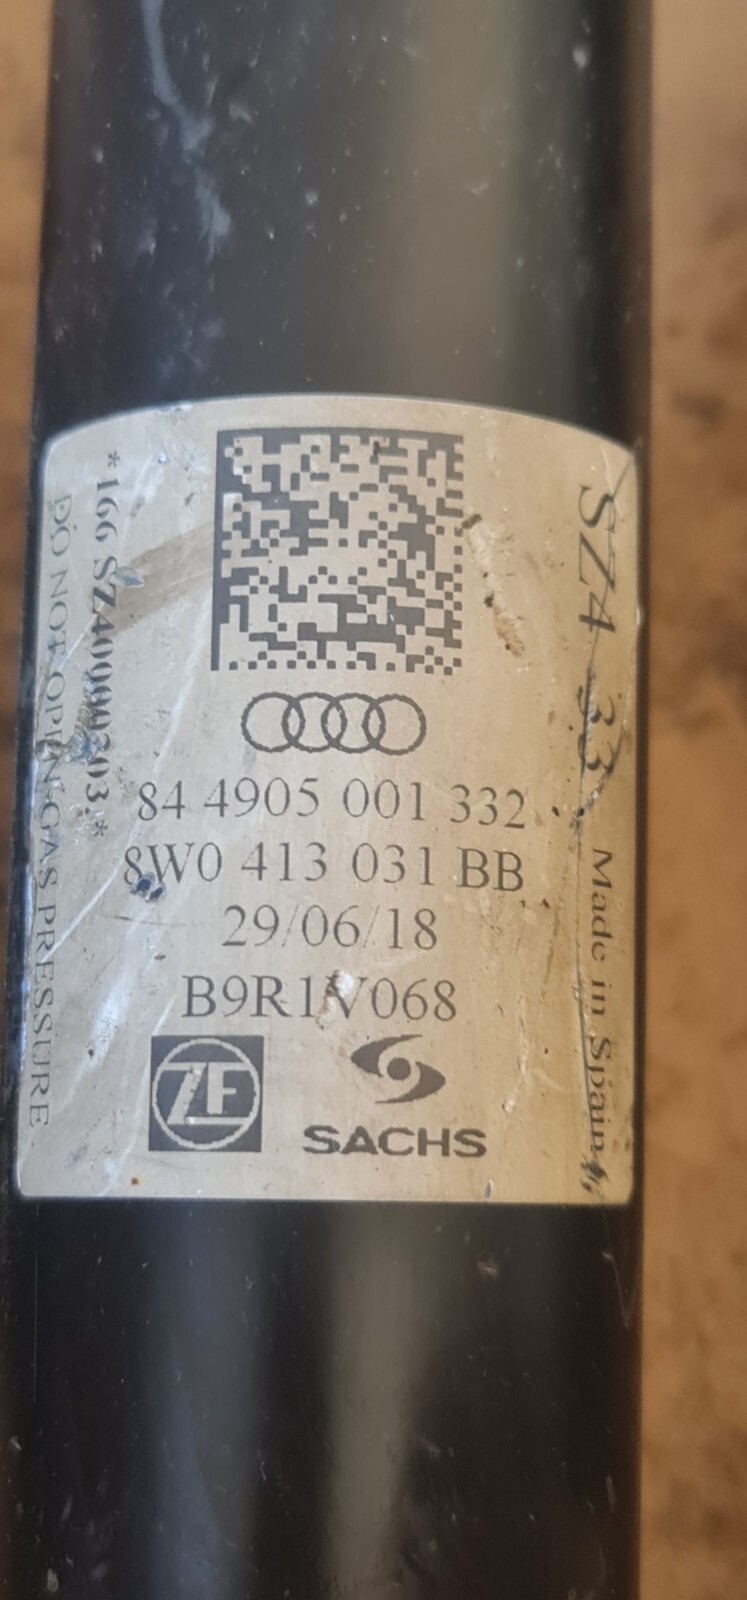 84 4905 001 332
8W0 413 031 BB
29/06/18
B9R1V068
ZF
SACHS
*166 SZ40000303.*
DO NOT OPEN GAS PRESSURE
SZ4 33
Made in Spain